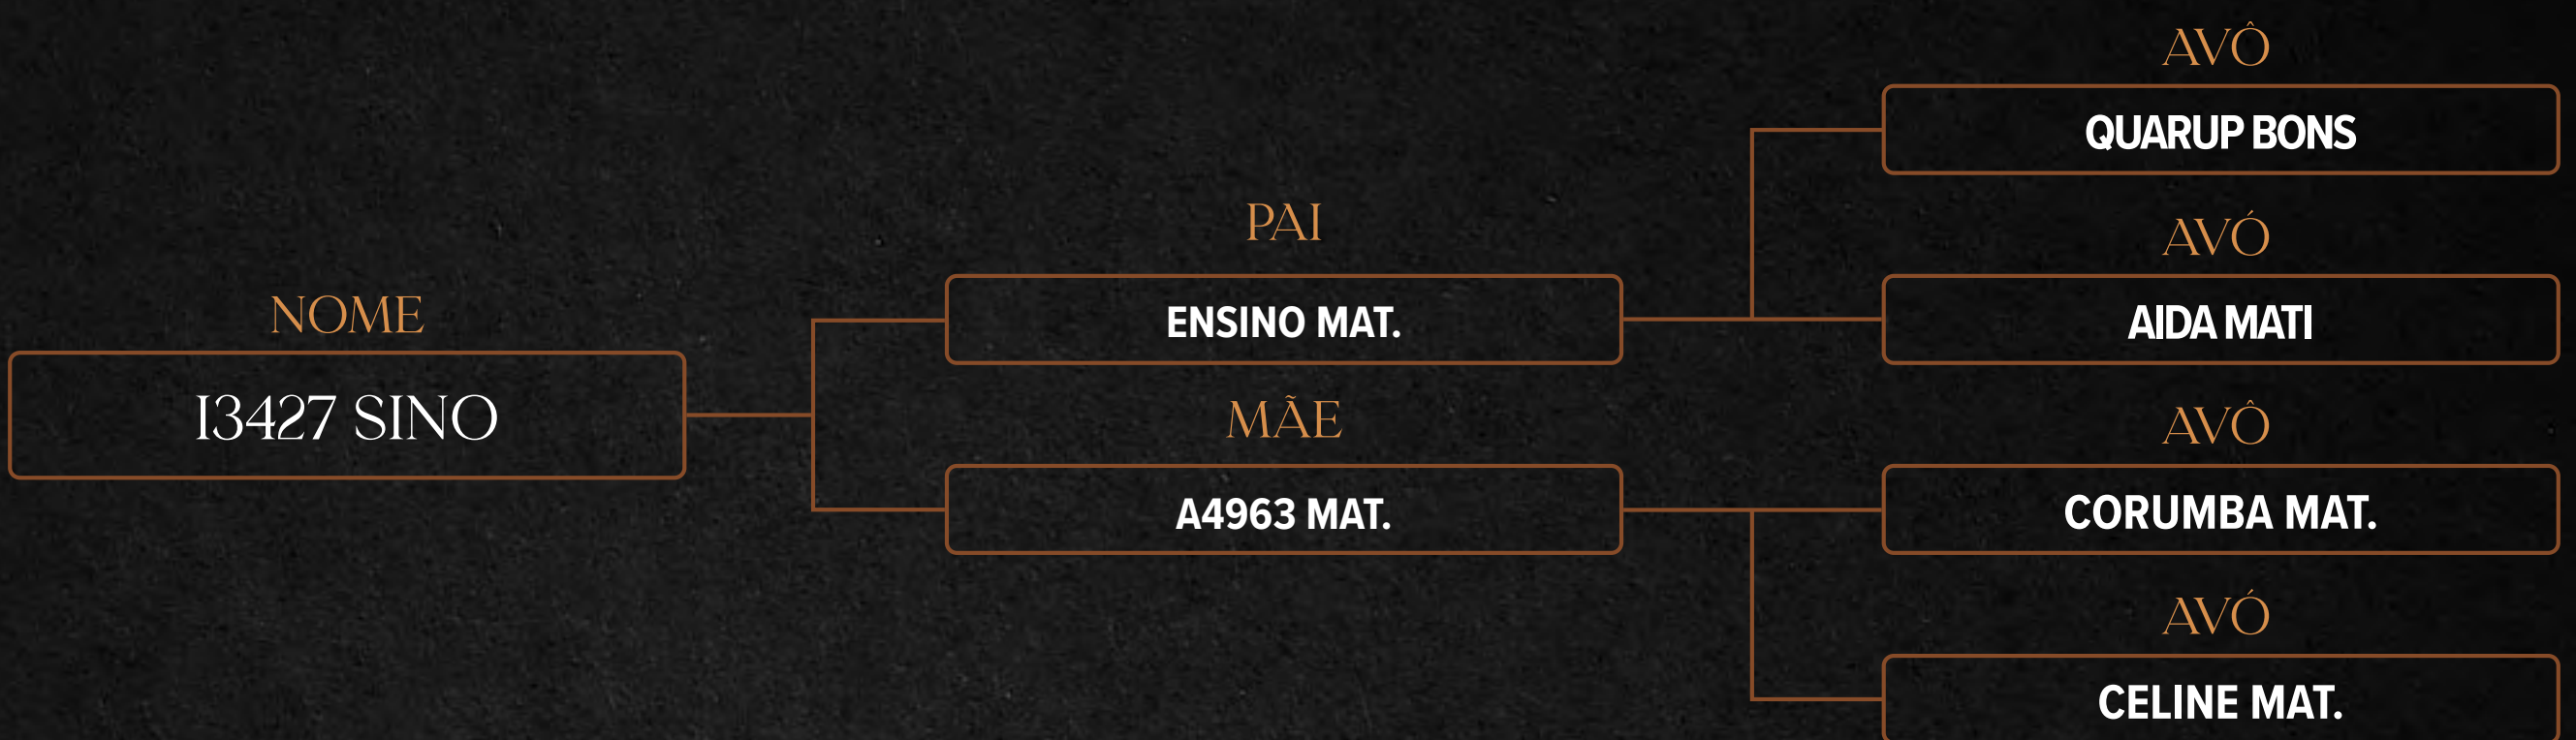 NOME
I3427 SINO
PAI
ENSINO MAT.
MÃE
A4963 MAT.
AVÔ
QUARUP BONS
AVÓ
AIDA MATI
AVÔ
CORUMBA MAT.
AVÓ
CELINE MAT.